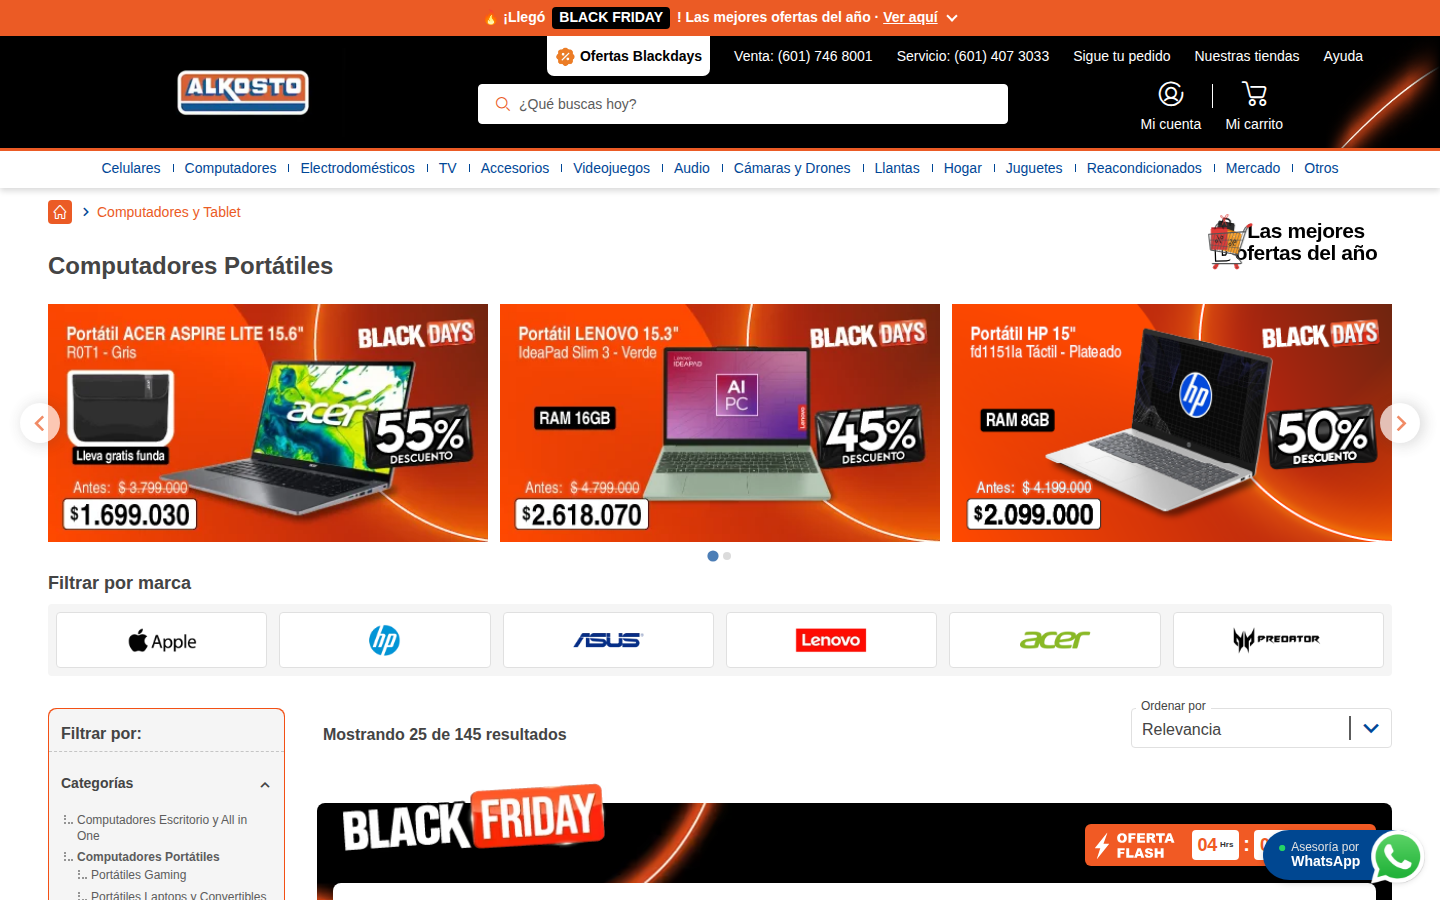 🔥 ¡Llegó BLACK FRIDAY ! Las mejores ofertas del año · Ver aquí
Ofertas Blackdays
Venta: (601) 746 8001
Servicio: (601) 407 3033
Sigue tu pedido
Nuestras tiendas
Ayuda
ALKOSTO
¿Qué buscas hoy?
Mi cuenta
Mi carrito
Celulares
Computadores
Electrodomésticos
TV
Accesorios
Videojuegos
Audio
Cámaras y Drones
Llantas
Hogar
Juguetes
Reacondicionados
Mercado
Otros
Computadores y Tablet
Las mejores
ofertas del año
Computadores Portátiles
Portátil ACER ASPIRE LITE 15.6"
R0T1 - Gris
BLACK DAYS
acer
Lleva gratis funda
55%
DESCUENTO
Antes: $ 3.799.000
$1.699.030
Portátil LENOVO 15.3"
IdeaPad Slim 3 - Verde
BLACK DAYS
LENOVO
IDEAPAD
AI
PC
Lenovo
RAM 16GB
45%
DESCUENTO
Antes: $ 4.799.000
$2.618.070
Portátil HP 15"
fd1151la Táctil - Plateado
BLACK DAYS
hp
RAM 8GB
50%
DESCUENTO
Antes: $ 4.199.000
$2.099.000
Filtrar por marca
Apple
hp
ASUS
Lenovo
acer
PREDATOR
Filtrar por:
Categorías
Computadores Escritorio y All in
One
Computadores Portátiles
Portátiles Gaming
Portátiles Laptops y Convertibles
Mostrando 25 de 145 resultados
Ordenar por
Relevancia
BLACK FRIDAY
OFERTA
FLASH
04 Hrs :
Asesoría por
WhatsApp